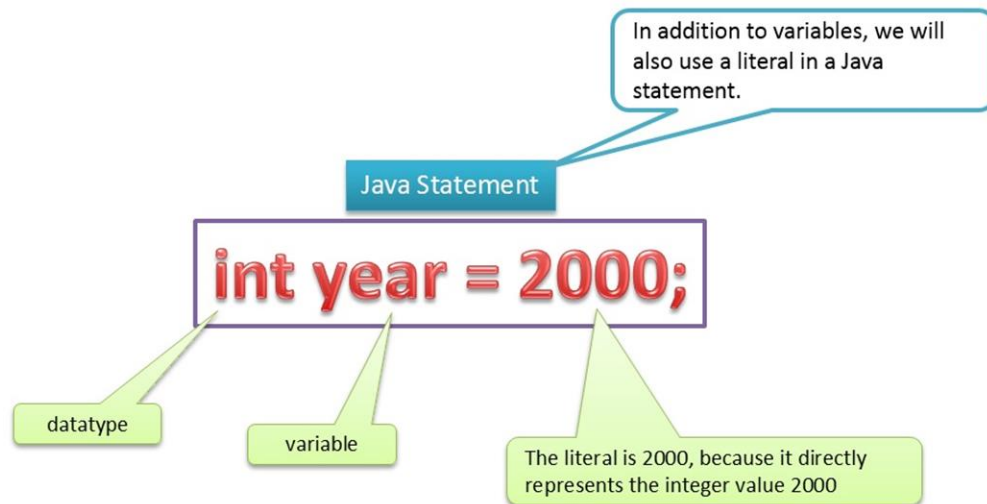 In addition to variables, we will
also use a literal in a Java
statement.
Java Statement
int year = 2000;
datatype
variable
The literal is 2000, because it directly
represents the integer value 2000